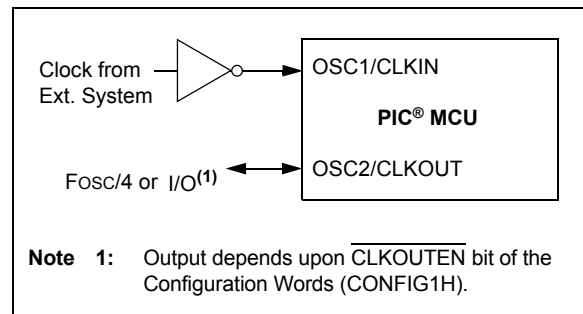 Clock from
Ext. System
OSC1/CLKIN
PIC® MCU
FOSC/4 or I/O(1)
OSC2/CLKOUT
Note 1: Output depends upon CLKOUTEN bit of the
Configuration Words (CONFIG1H).